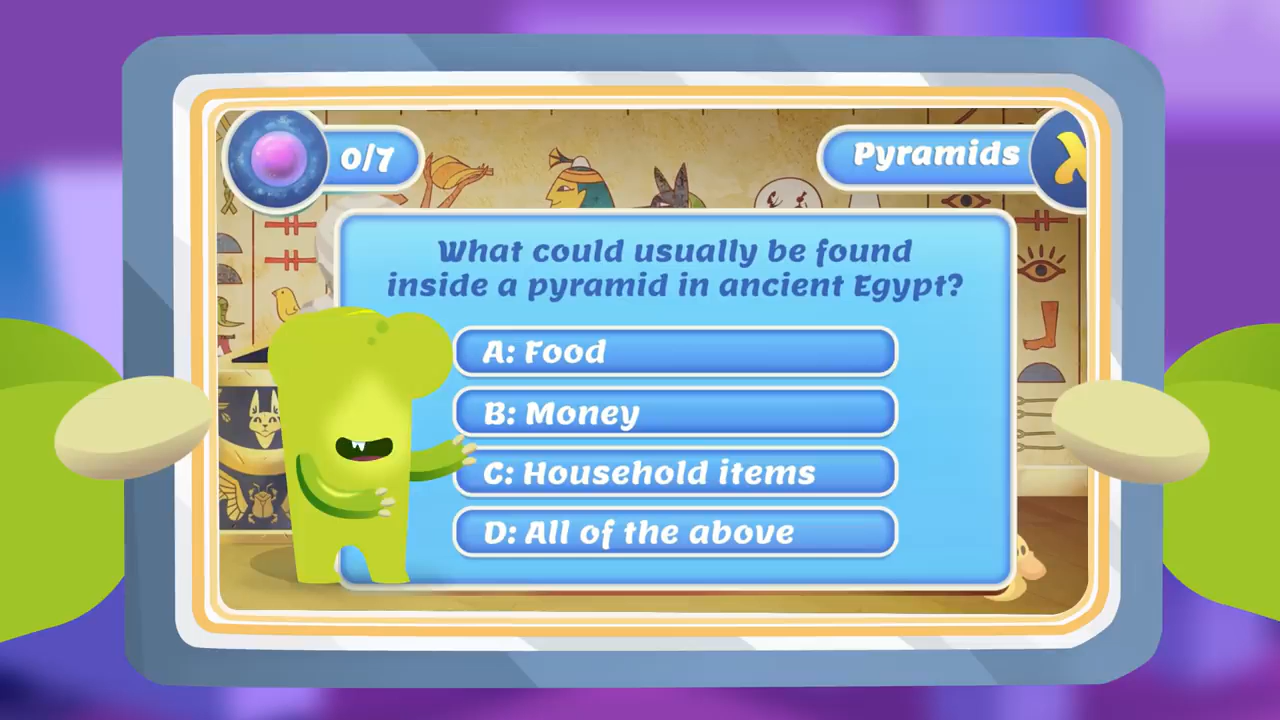 0/7
Pyramids
What could usually be found
inside a pyramid in ancient Egypt?
A: Food
B: Money
C: Household items
D: All of the above